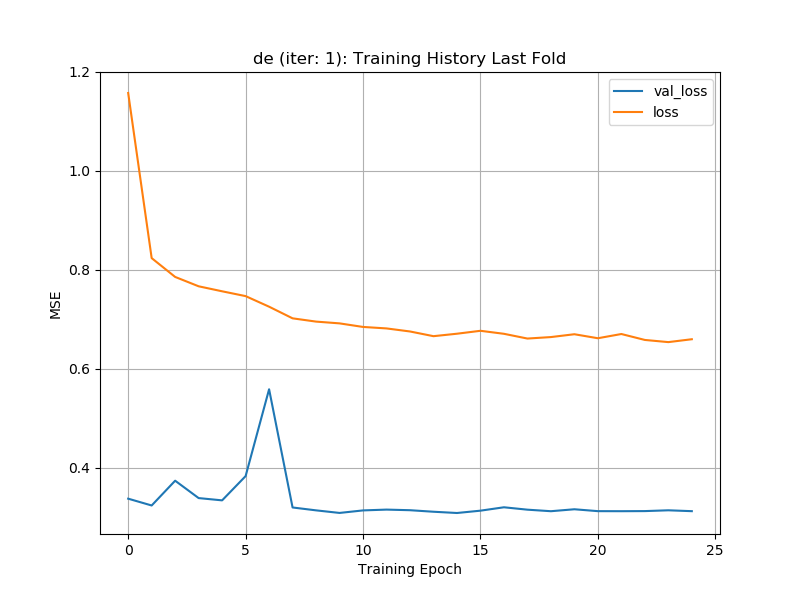 de (iter: 1): Training History Last Fold
1.2
1.0
0.8
0.6
0.4
MSE
val_loss
loss
0 5 10 15 20 25
Training Epoch